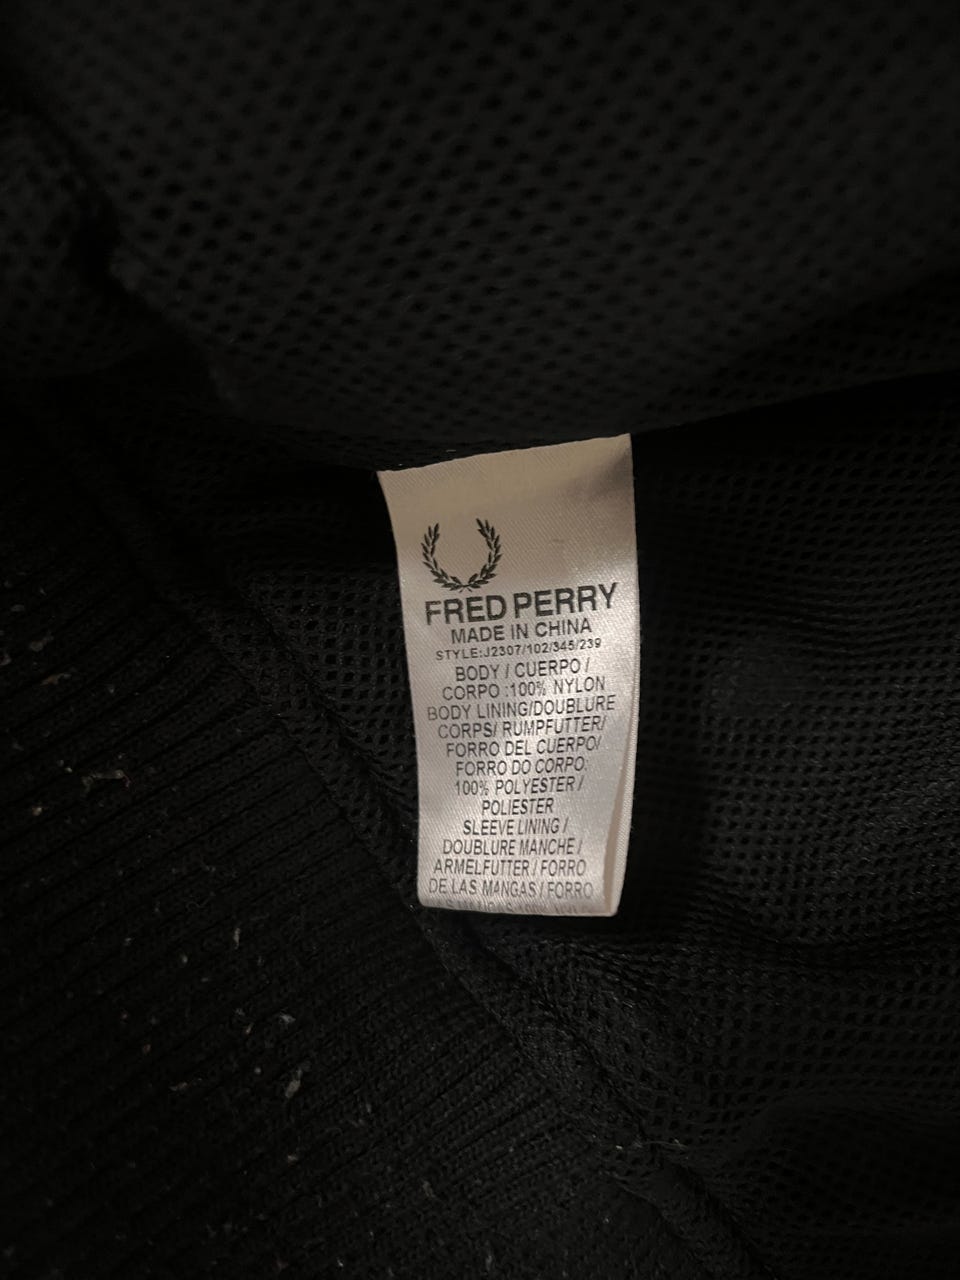 FRED PERRY
MADE IN CHINA
STYLE:J2307/102/345/239
BODY / CUERPO /
CORPO :100% NYLON
BODY LINING/DOUBLURE
CORPS/ RUMPFUTTER/
FORRO DEL CUERPO/
FORRO DO CORPO:
100% POLYESTER /
POLIESTER
SLEEVE LINING /
DOUBLURE MANCHE /
ARMELFUTTER / FORRO
DE LAS MANGAS / FORRO